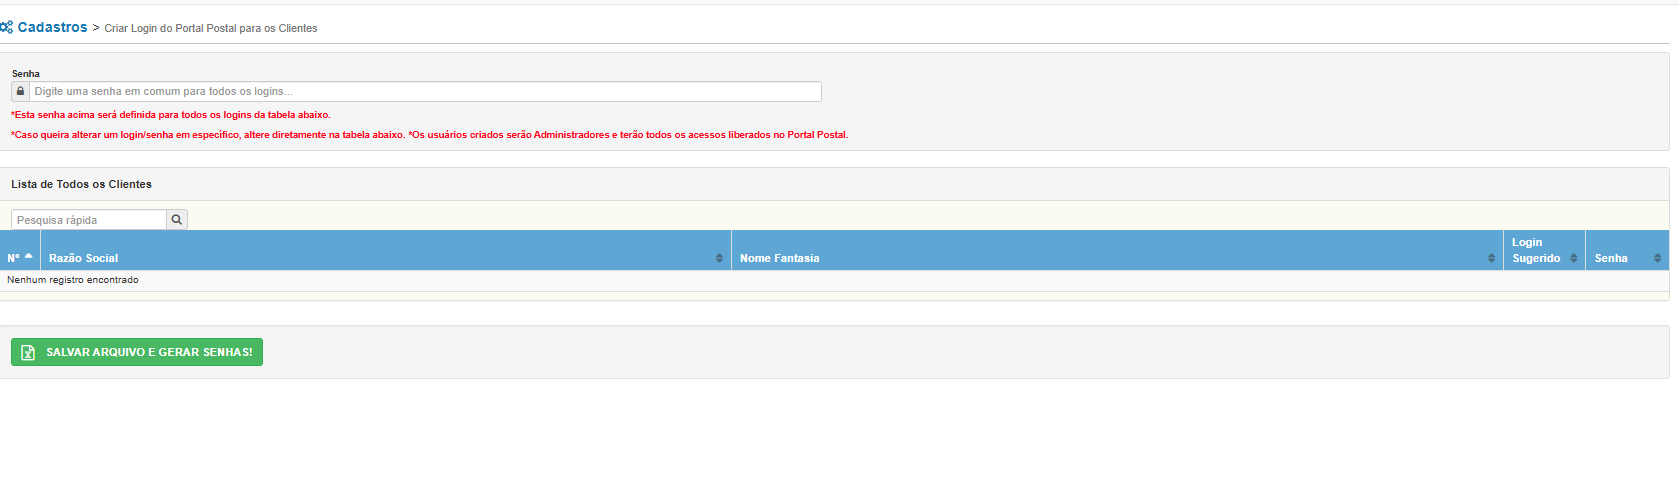 Cadastros > Criar Login do Portal Postal para os Clientes
Senha
Digite uma senha em comum para todos os logins...
*Esta senha acima será definida para todos os logins da tabela abaixo.
*Caso queira alterar um login/senha em específico, altere diretamente na tabela abaixo. *Os usuários criados serão Administradores e terão todos os acessos liberados no Portal Postal.
Lista de Todos os Clientes
Pesquisa rápida
Nº Razão Social Nome Fantasia Login Sugerido Senha
Nenhum registro encontrado
SALVAR ARQUIVO E GERAR SENHAS!